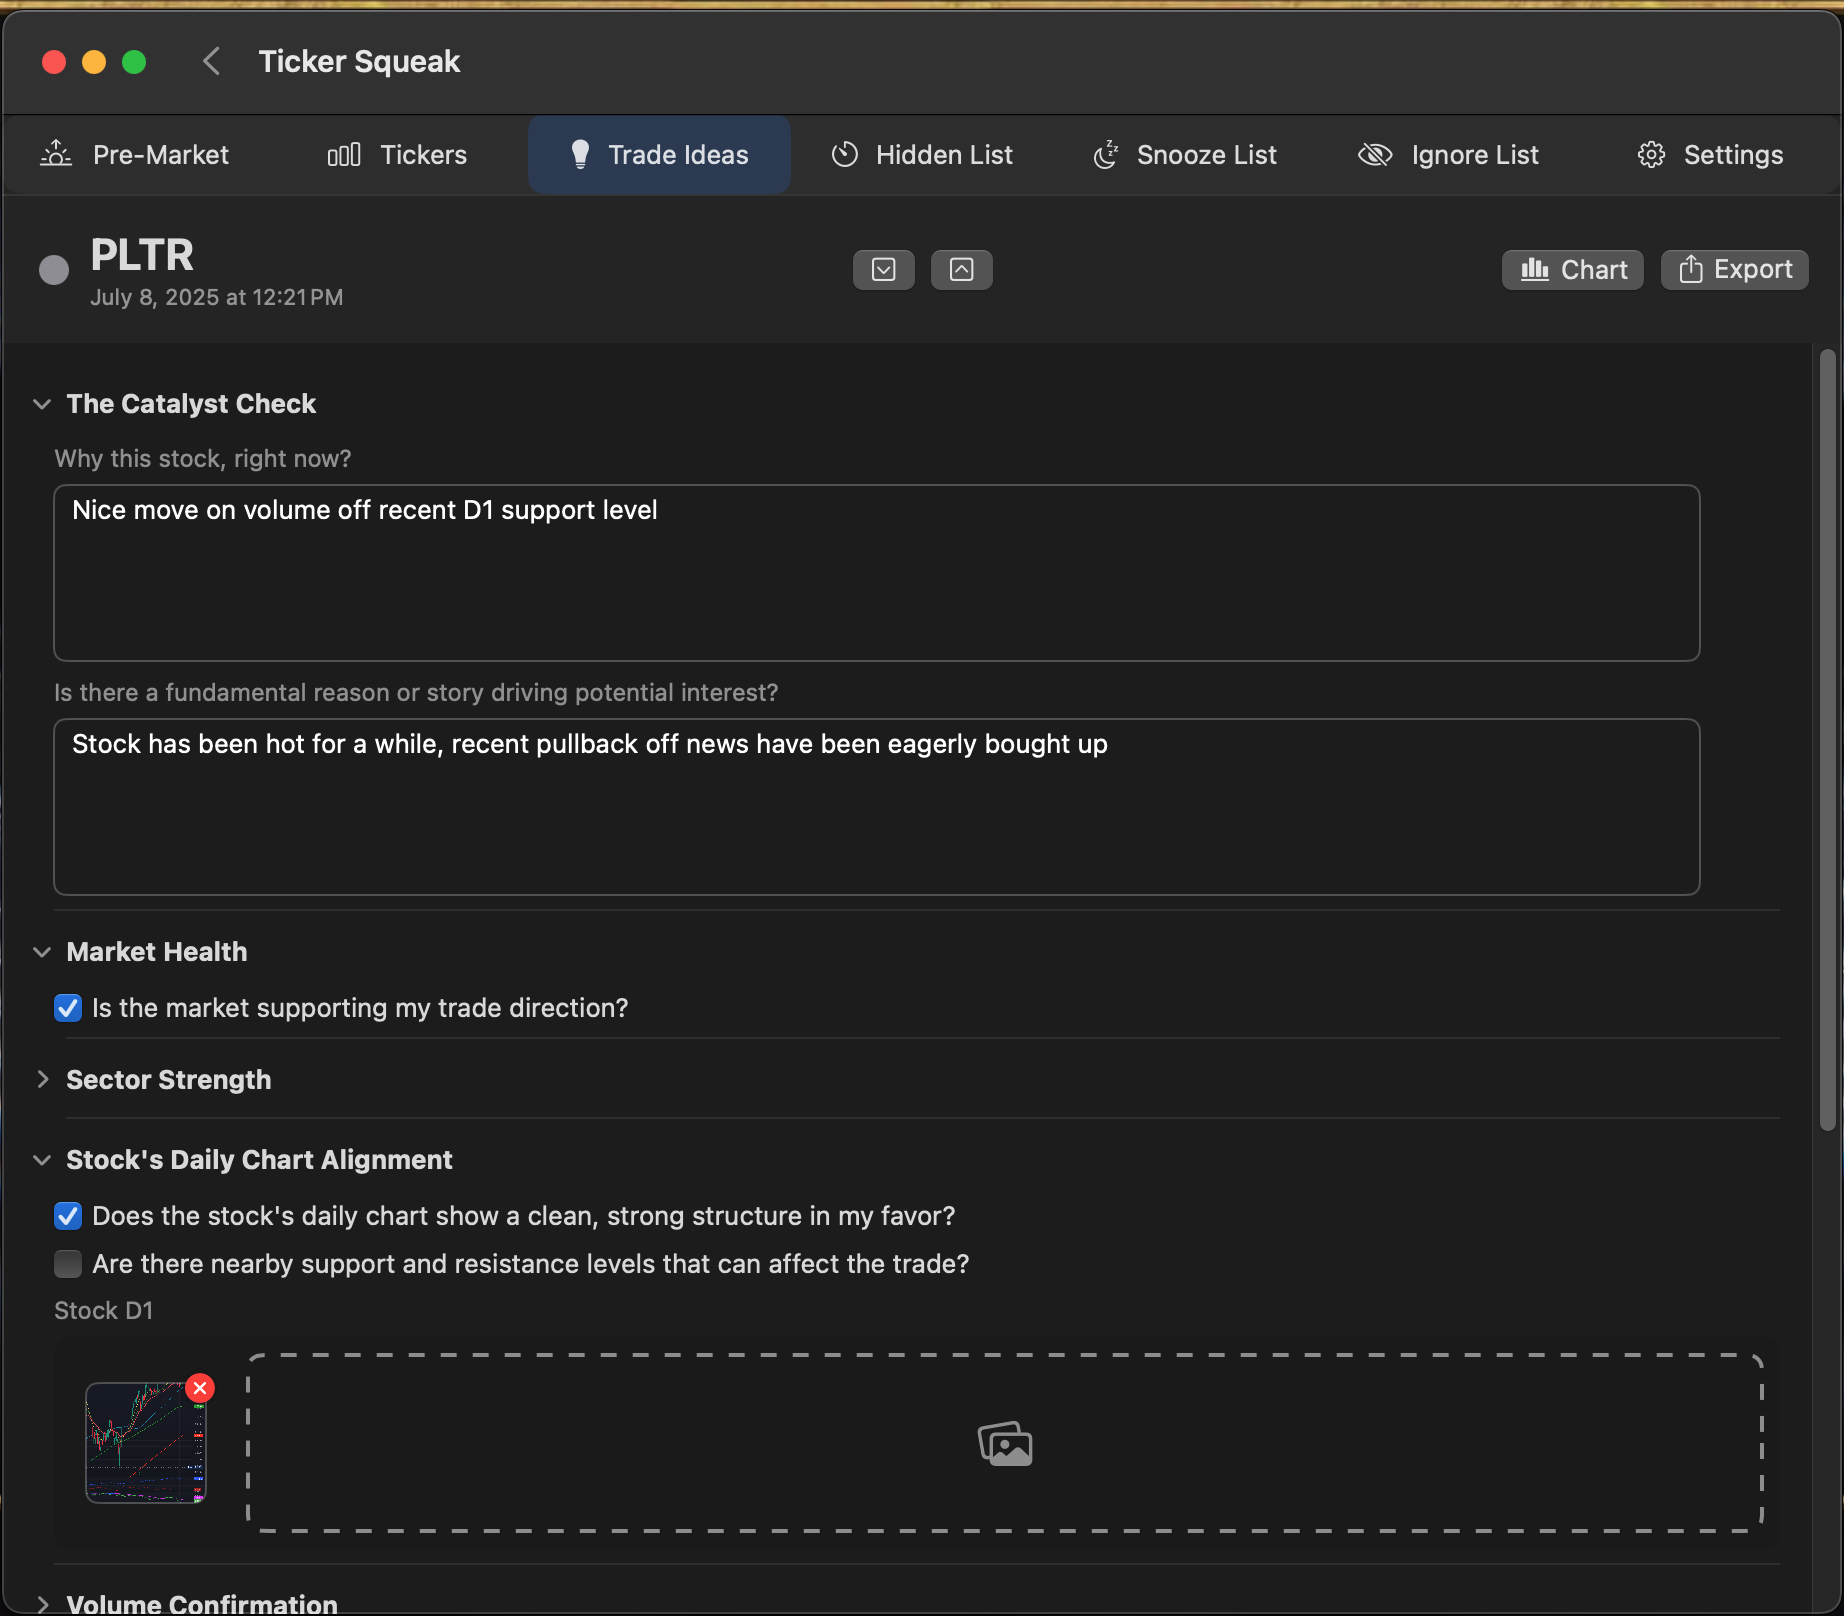 Ticker Squeak
Pre-Market
Tickers
Trade Ideas
Hidden List
Snooze List
Ignore List
Settings
PLTR
July 8, 2025 at 12:21 PM
Chart
Export
The Catalyst Check
Why this stock, right now?
Nice move on volume off recent D1 support level
Is there a fundamental reason or story driving potential interest?
Stock has been hot for a while, recent pullback off news have been eagerly bought up
Market Health
Is the market supporting my trade direction?
Sector Strength
Stock's Daily Chart Alignment
Does the stock's daily chart show a clean, strong structure in my favor?
Are there nearby support and resistance levels that can affect the trade?
Stock D1
Volume Confirmation